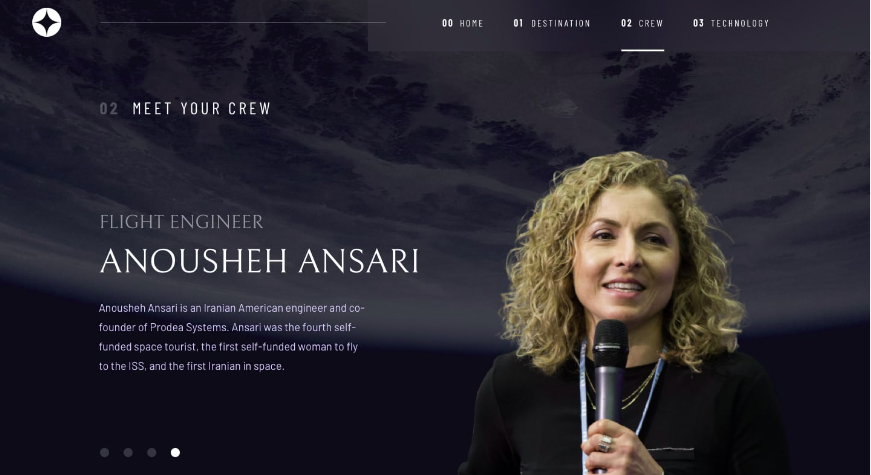 00 HOME 01 DESTINATION 02 CREW 03 TECHNOLOGY
02 MEET YOUR CREW
FLIGHT ENGINEER
ANOUSHEH ANSARI
Anousheh Ansari is an Iranian American engineer and co-
founder of Prodea Systems. Ansari was the fourth self-
funded space tourist, the first self-funded woman to fly
to the ISS, and the first Iranian in space.